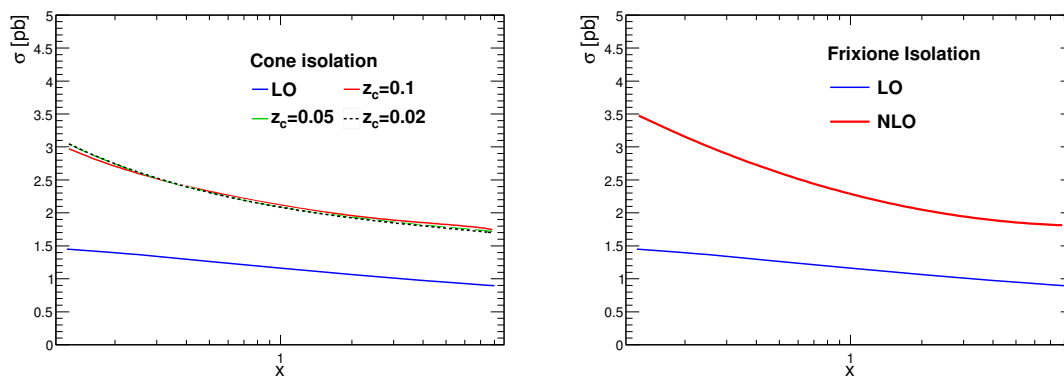 σ [pb]
5
4.5
4
3.5
3
2.5
2
1.5
1
0.5
0
Cone isolation
LO z_c=0.1
z_c=0.05 z_c=0.02
1
x
σ [pb]
5
4.5
4
3.5
3
2.5
2
1.5
1
0.5
0
Frixione Isolation
LO
NLO
1
x